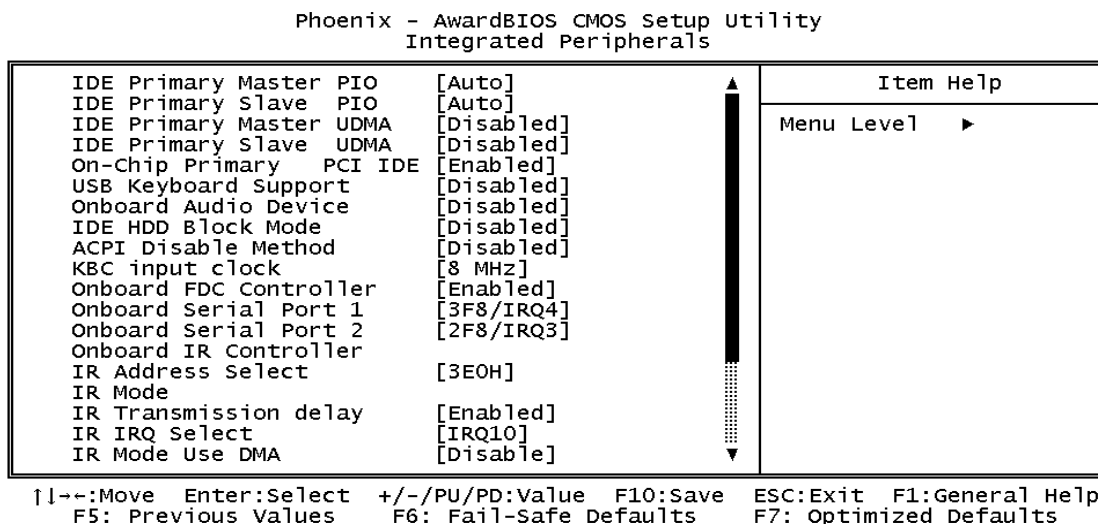 Phoenix - AwardBIOS CMOS Setup Utility
Integrated Peripherals
IDE Primary Master PIO [Auto]
IDE Primary Slave PIO [Auto]
IDE Primary Master UDMA [Disabled]
IDE Primary Slave UDMA [Disabled]
On-Chip Primary PCI IDE [Enabled]
USB Keyboard Support [Disabled]
Onboard Audio Device [Disabled]
IDE HDD Block Mode [Disabled]
ACPI Disable Method [Disabled]
KBC input clock [8 MHz]
Onboard FDC Controller [Enabled]
Onboard Serial Port 1 [3F8/IRQ4]
Onboard Serial Port 2 [2F8/IRQ3]
Onboard IR Controller
IR Address Select [3E0H]
IR Mode
IR Transmission delay [Enabled]
IR IRQ Select [IRQ10]
IR Mode Use DMA [Disable]
Item Help
Menu Level ►
↑↓→←:Move Enter:Select +/-/PU/PD:Value F10:Save ESC:Exit F1:General Help
F5: Previous Values F6: Fail-Safe Defaults F7: Optimized Defaults